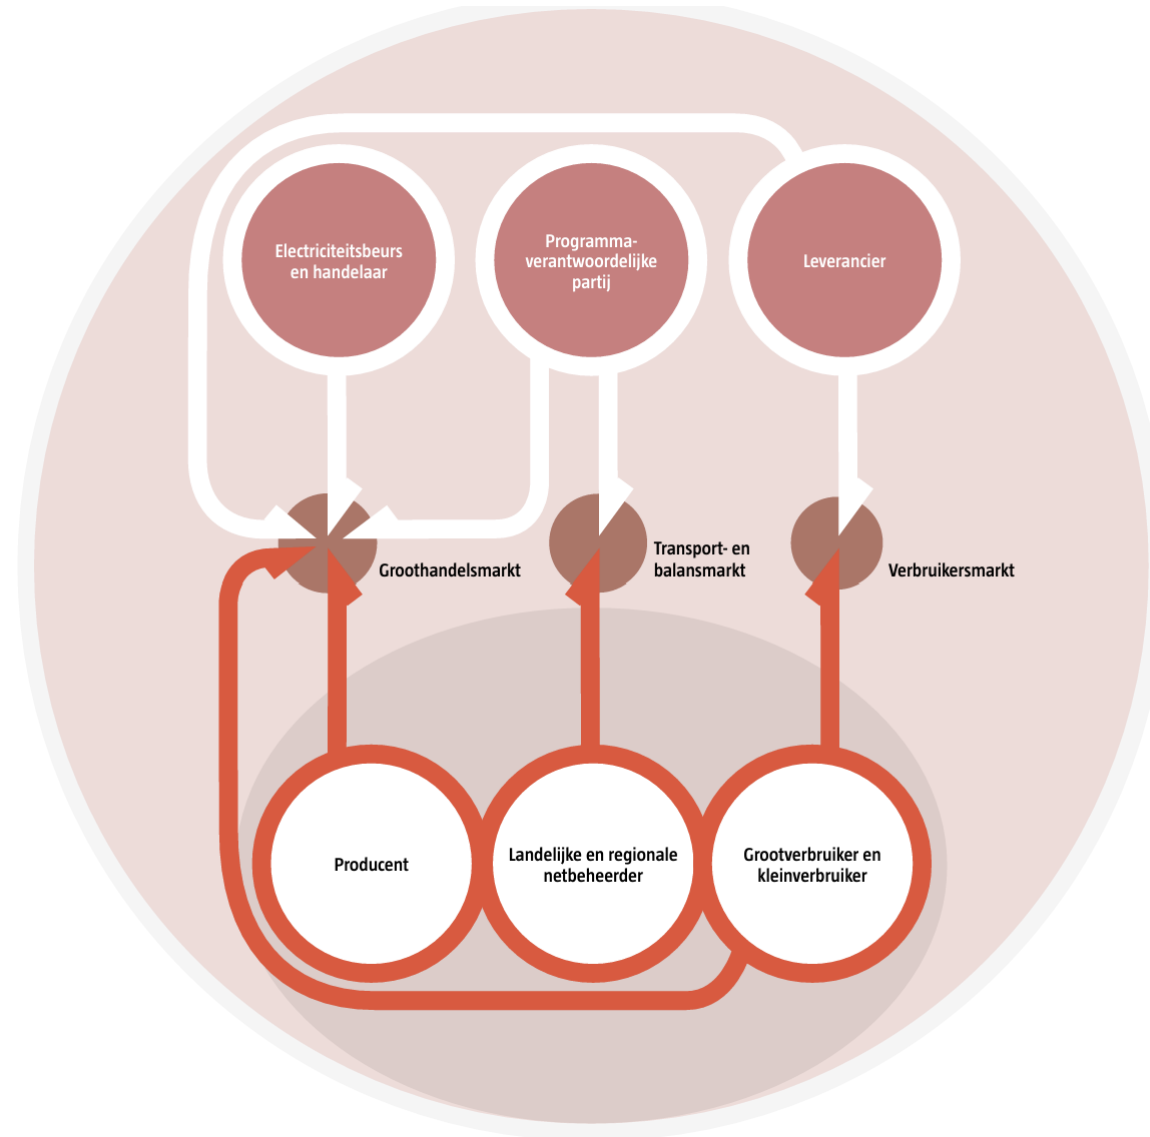 Electriciteitsbeurs
en handelaar
Programma-
verantwoordelijke
partij
Leverancier
Groothandelsmarkt
Transport- en
balansmarkt
Verbruikersmarkt
Producent
Landelijke en regionale
netbeheerder
Grootverbruiker en
kleinverbruiker